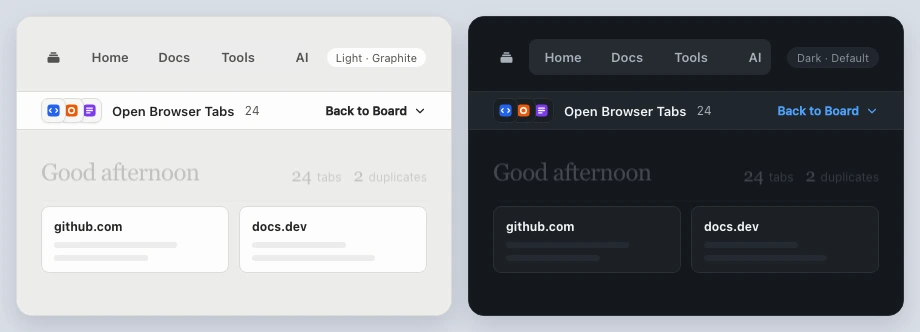 Home Docs Tools AI Light · Graphite
Open Browser Tabs 24 Back to Board
Good afternoon 24 tabs 2 duplicates
github.com docs.dev
Home Docs Tools AI Dark · Default
Open Browser Tabs 24 Back to Board
Good afternoon 24 tabs 2 duplicates
github.com docs.dev